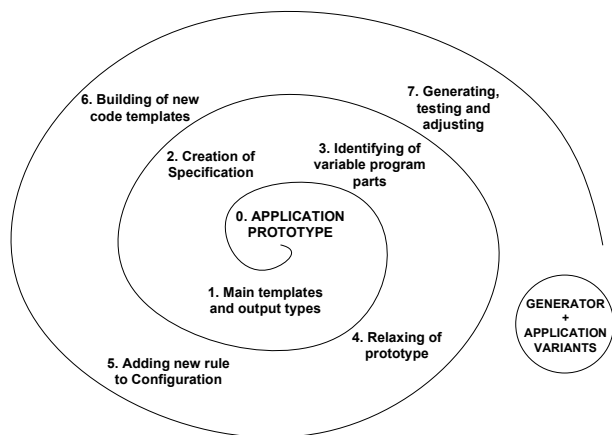 6. Building of new
code templates
7. Generating,
testing and
adjusting
2. Creation of
Specification
3. Identifying of
variable program
parts
0. APPLICATION
PROTOTYPE
1. Main templates
and output types
4. Relaxing of
prototype
5. Adding new rule
to Configuration
GENERATOR
+
APPLICATION
VARIANTS